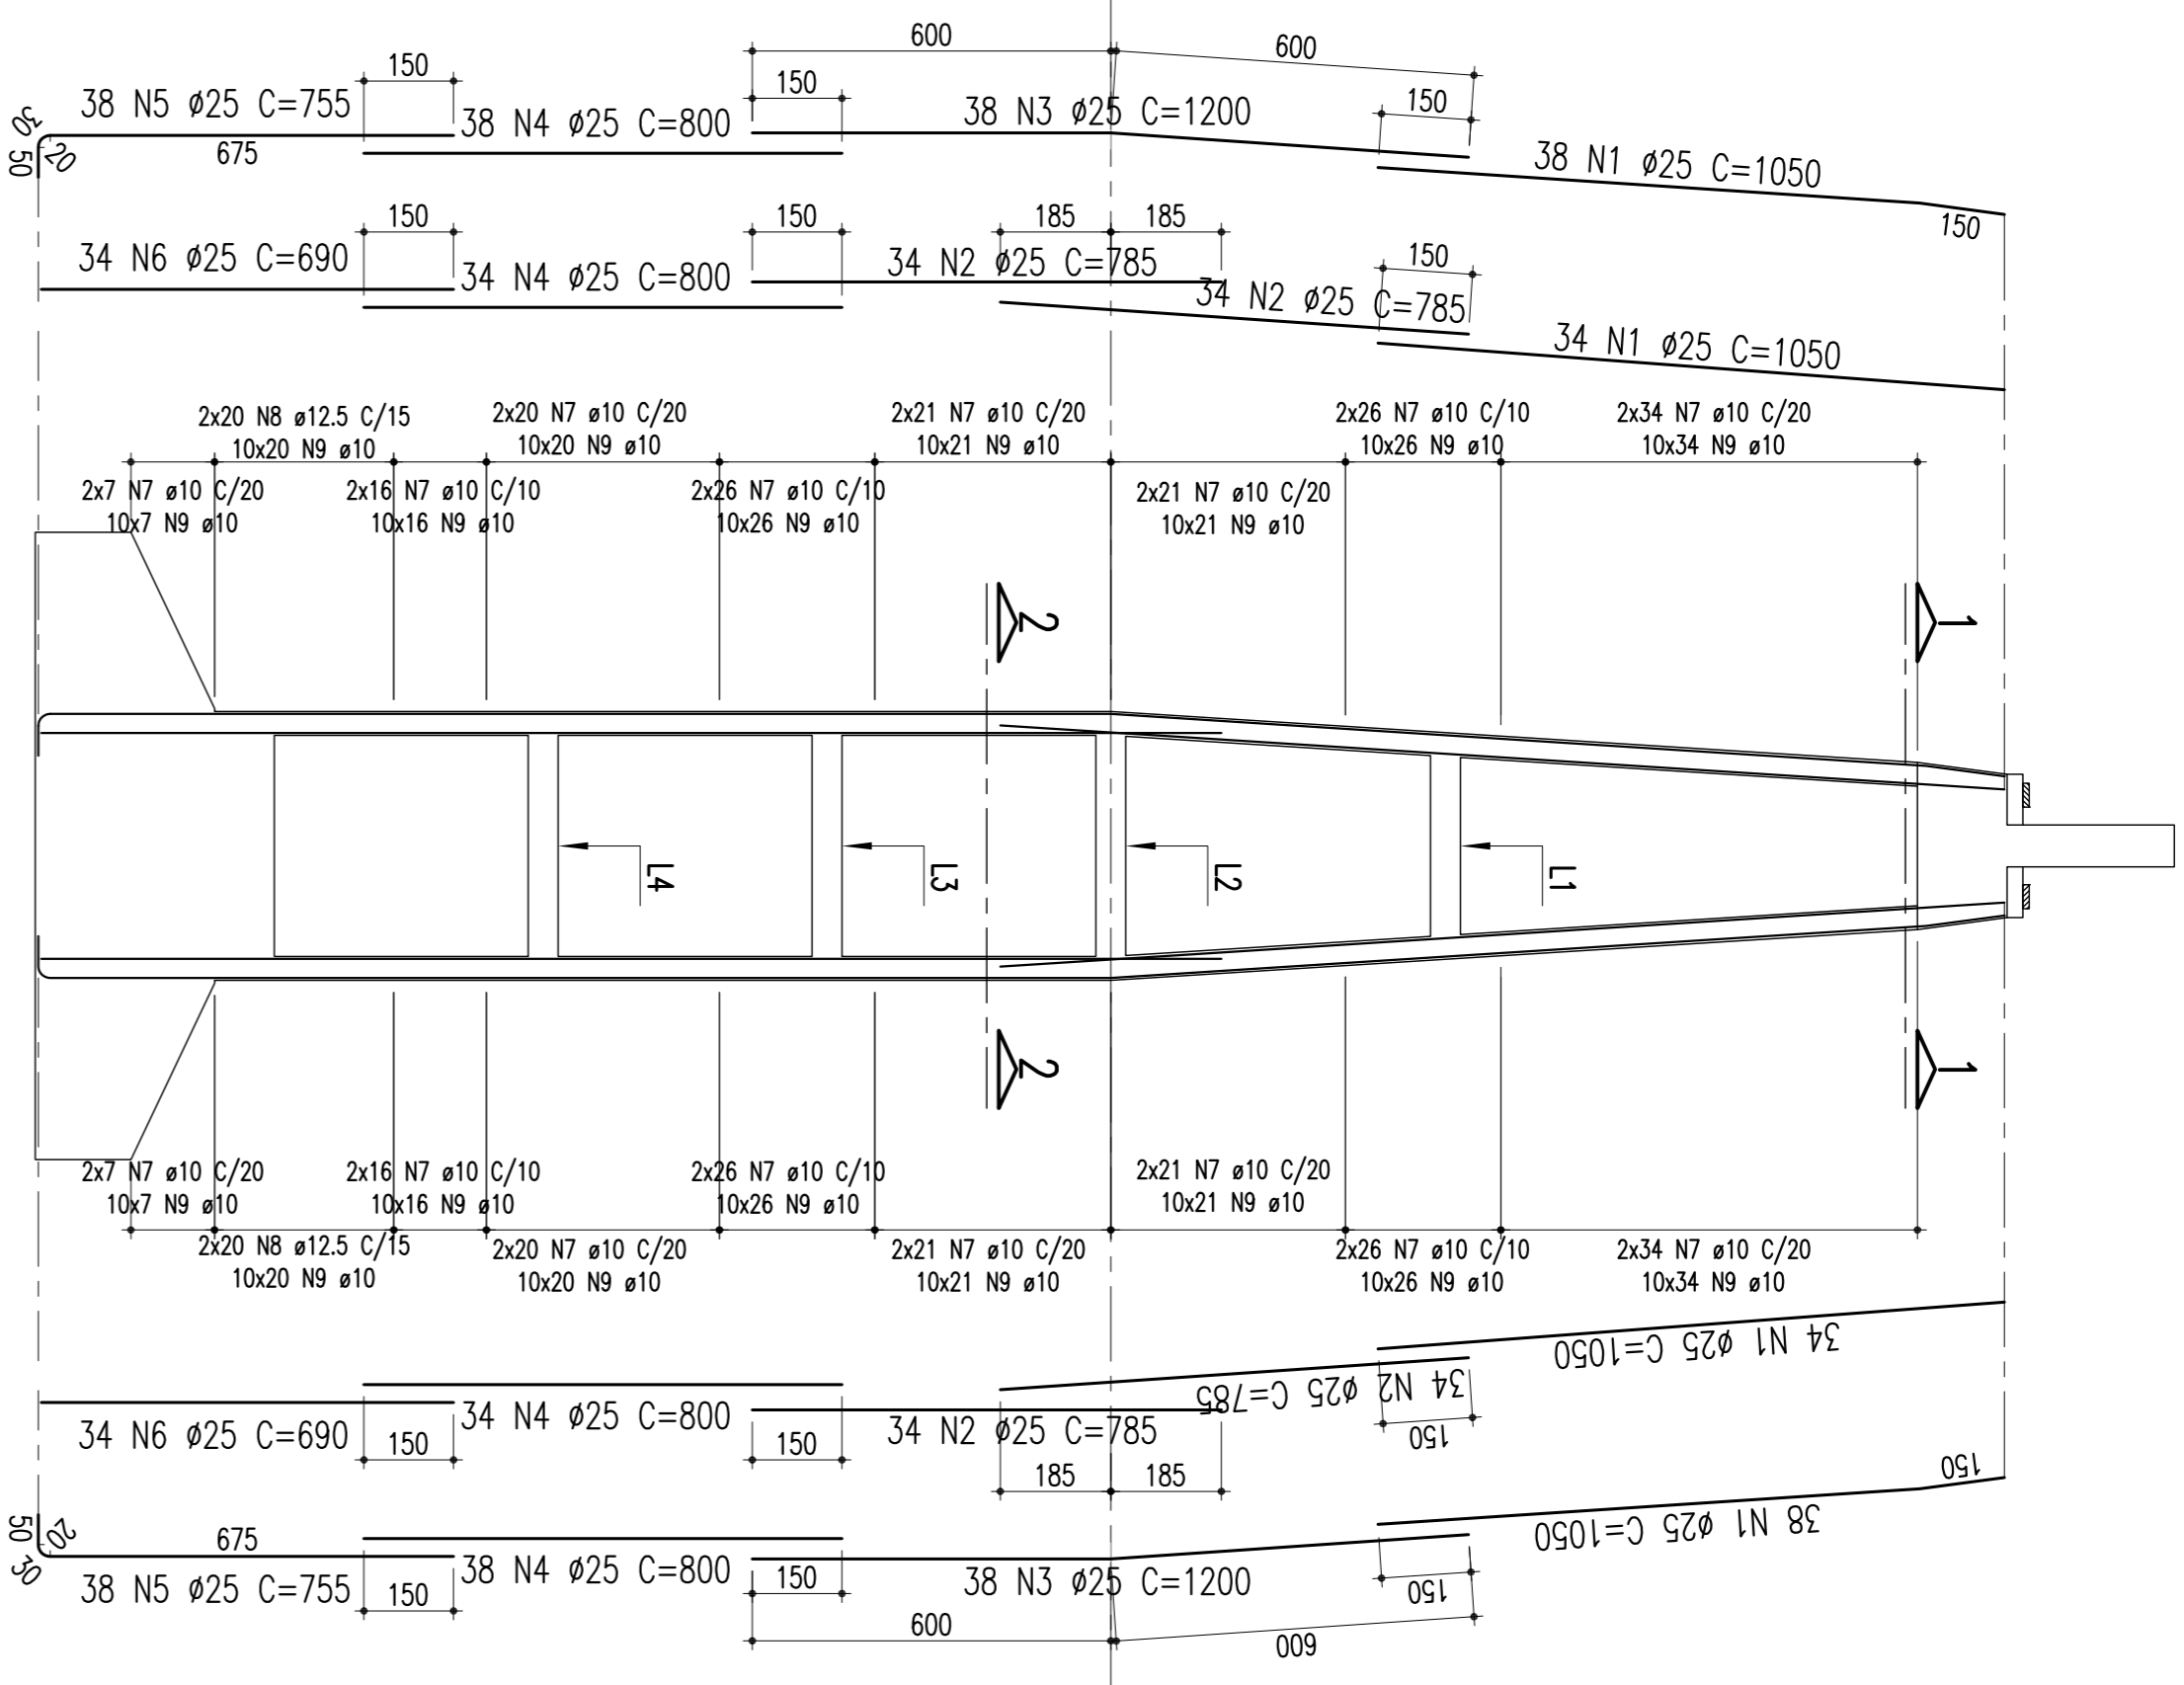 600
600
150
150
150
38 N5 ø25 C=755
38 N4 ø25 C=800
38 N3 ø25 C=1200
38 N1 ø25 C=1050
30
20
50
675
150
150
150
185
185
150
34 N6 ø25 C=690
34 N4 ø25 C=800
34 N2 ø25 C=785
34 N2 ø25 C=785
34 N1 ø25 C=1050
2x20 N8 ø12.5 C/15
10x20 N9 ø10
2x20 N7 ø10 C/20
10x20 N9 ø10
2x21 N7 ø10 C/20
10x21 N9 ø10
2x26 N7 ø10 C/10
10x26 N9 ø10
2x34 N7 ø10 C/20
10x34 N9 ø10
2x7 N7 ø10 C/20
10x7 N9 ø10
2x16 N7 ø10 C/10
10x16 N9 ø10
2x26 N7 ø10 C/10
10x26 N9 ø10
2x21 N7 ø10 C/20
10x21 N9 ø10
2
1
L4
L3
L2
L1
2
1
2x7 N7 ø10 C/20
10x7 N9 ø10
2x16 N7 ø10 C/10
10x16 N9 ø10
2x26 N7 ø10 C/10
10x26 N9 ø10
2x21 N7 ø10 C/20
10x21 N9 ø10
2x20 N8 ø12.5 C/15
10x20 N9 ø10
2x20 N7 ø10 C/20
10x20 N9 ø10
2x21 N7 ø10 C/20
10x21 N9 ø10
2x26 N7 ø10 C/10
10x26 N9 ø10
2x34 N7 ø10 C/20
10x34 N9 ø10
34 N1 ø25 C=1050
34 N2 ø25 C=785
34 N6 ø25 C=690
34 N4 ø25 C=800
34 N2 ø25 C=785
150
150
150
185
185
150
50
20
30
675
38 N5 ø25 C=755
38 N4 ø25 C=800
38 N3 ø25 C=1200
38 N1 ø25 C=1050
150
150
150
600
600